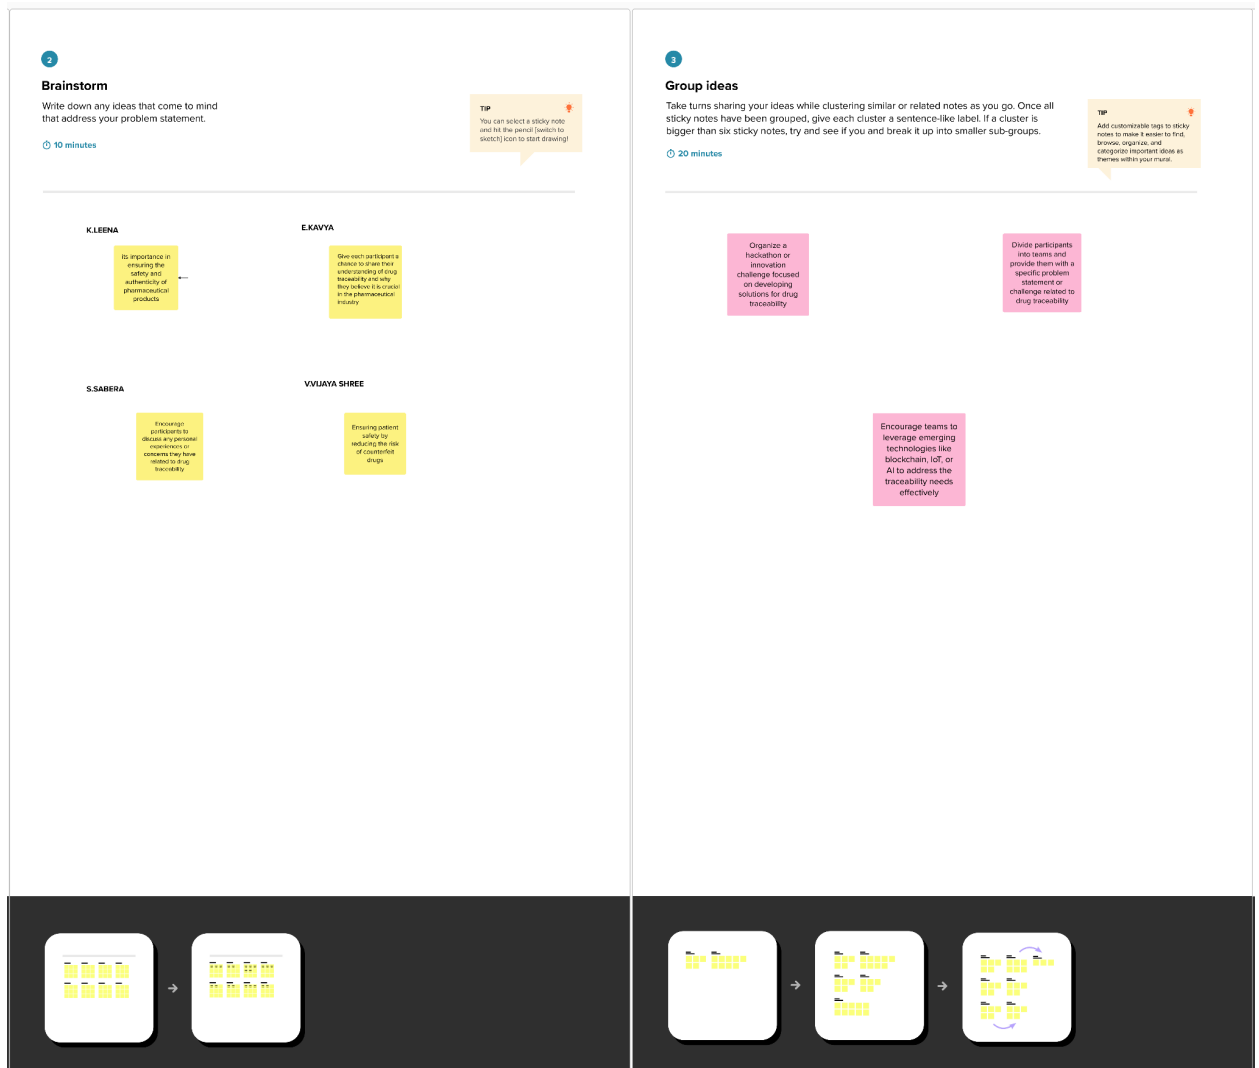 2
Brainstorm
Write down any ideas that come to mind
that address your problem statement.
10 minutes
TIP
You can select a sticky note
and hit the pencil [switch to
sketch] icon to start drawing!
K.LEENA
its importance in
ensuring the
safety and
authenticity of
pharmaceutical
products
E.KAVYA
Give each participant a
chance to share their
understanding of drug
traceability and why
they believe it is crucial
in the pharmaceutical
industry
S.SABERA
Encourage
participants to
discuss any personal
experiences or
concerns they have
related to drug
traceability
V.VIJAYA SHREE
Ensuring patient
safety by
reducing the risk
of counterfeit
drugs
3
Group ideas
Take turns sharing your ideas while clustering similar or related notes as you go. Once all
sticky notes have been grouped, give each cluster a sentence-like label. If a cluster is
bigger than six sticky notes, try and see if you and break it up into smaller sub-groups.
20 minutes
TIP
Add customizable tags to sticky
notes to make it easier to find,
browse, organize, and
categorize important ideas as
themes within your mural.
Organize a
hackathon or
innovation
challenge focused
on developing
solutions for drug
traceability
Divide participants
into teams and
provide them with a
specific problem
statement or
challenge related to
drug traceability
Encourage teams to
leverage emerging
technologies like
blockchain, IoT, or
AI to address the
traceability needs
effectively